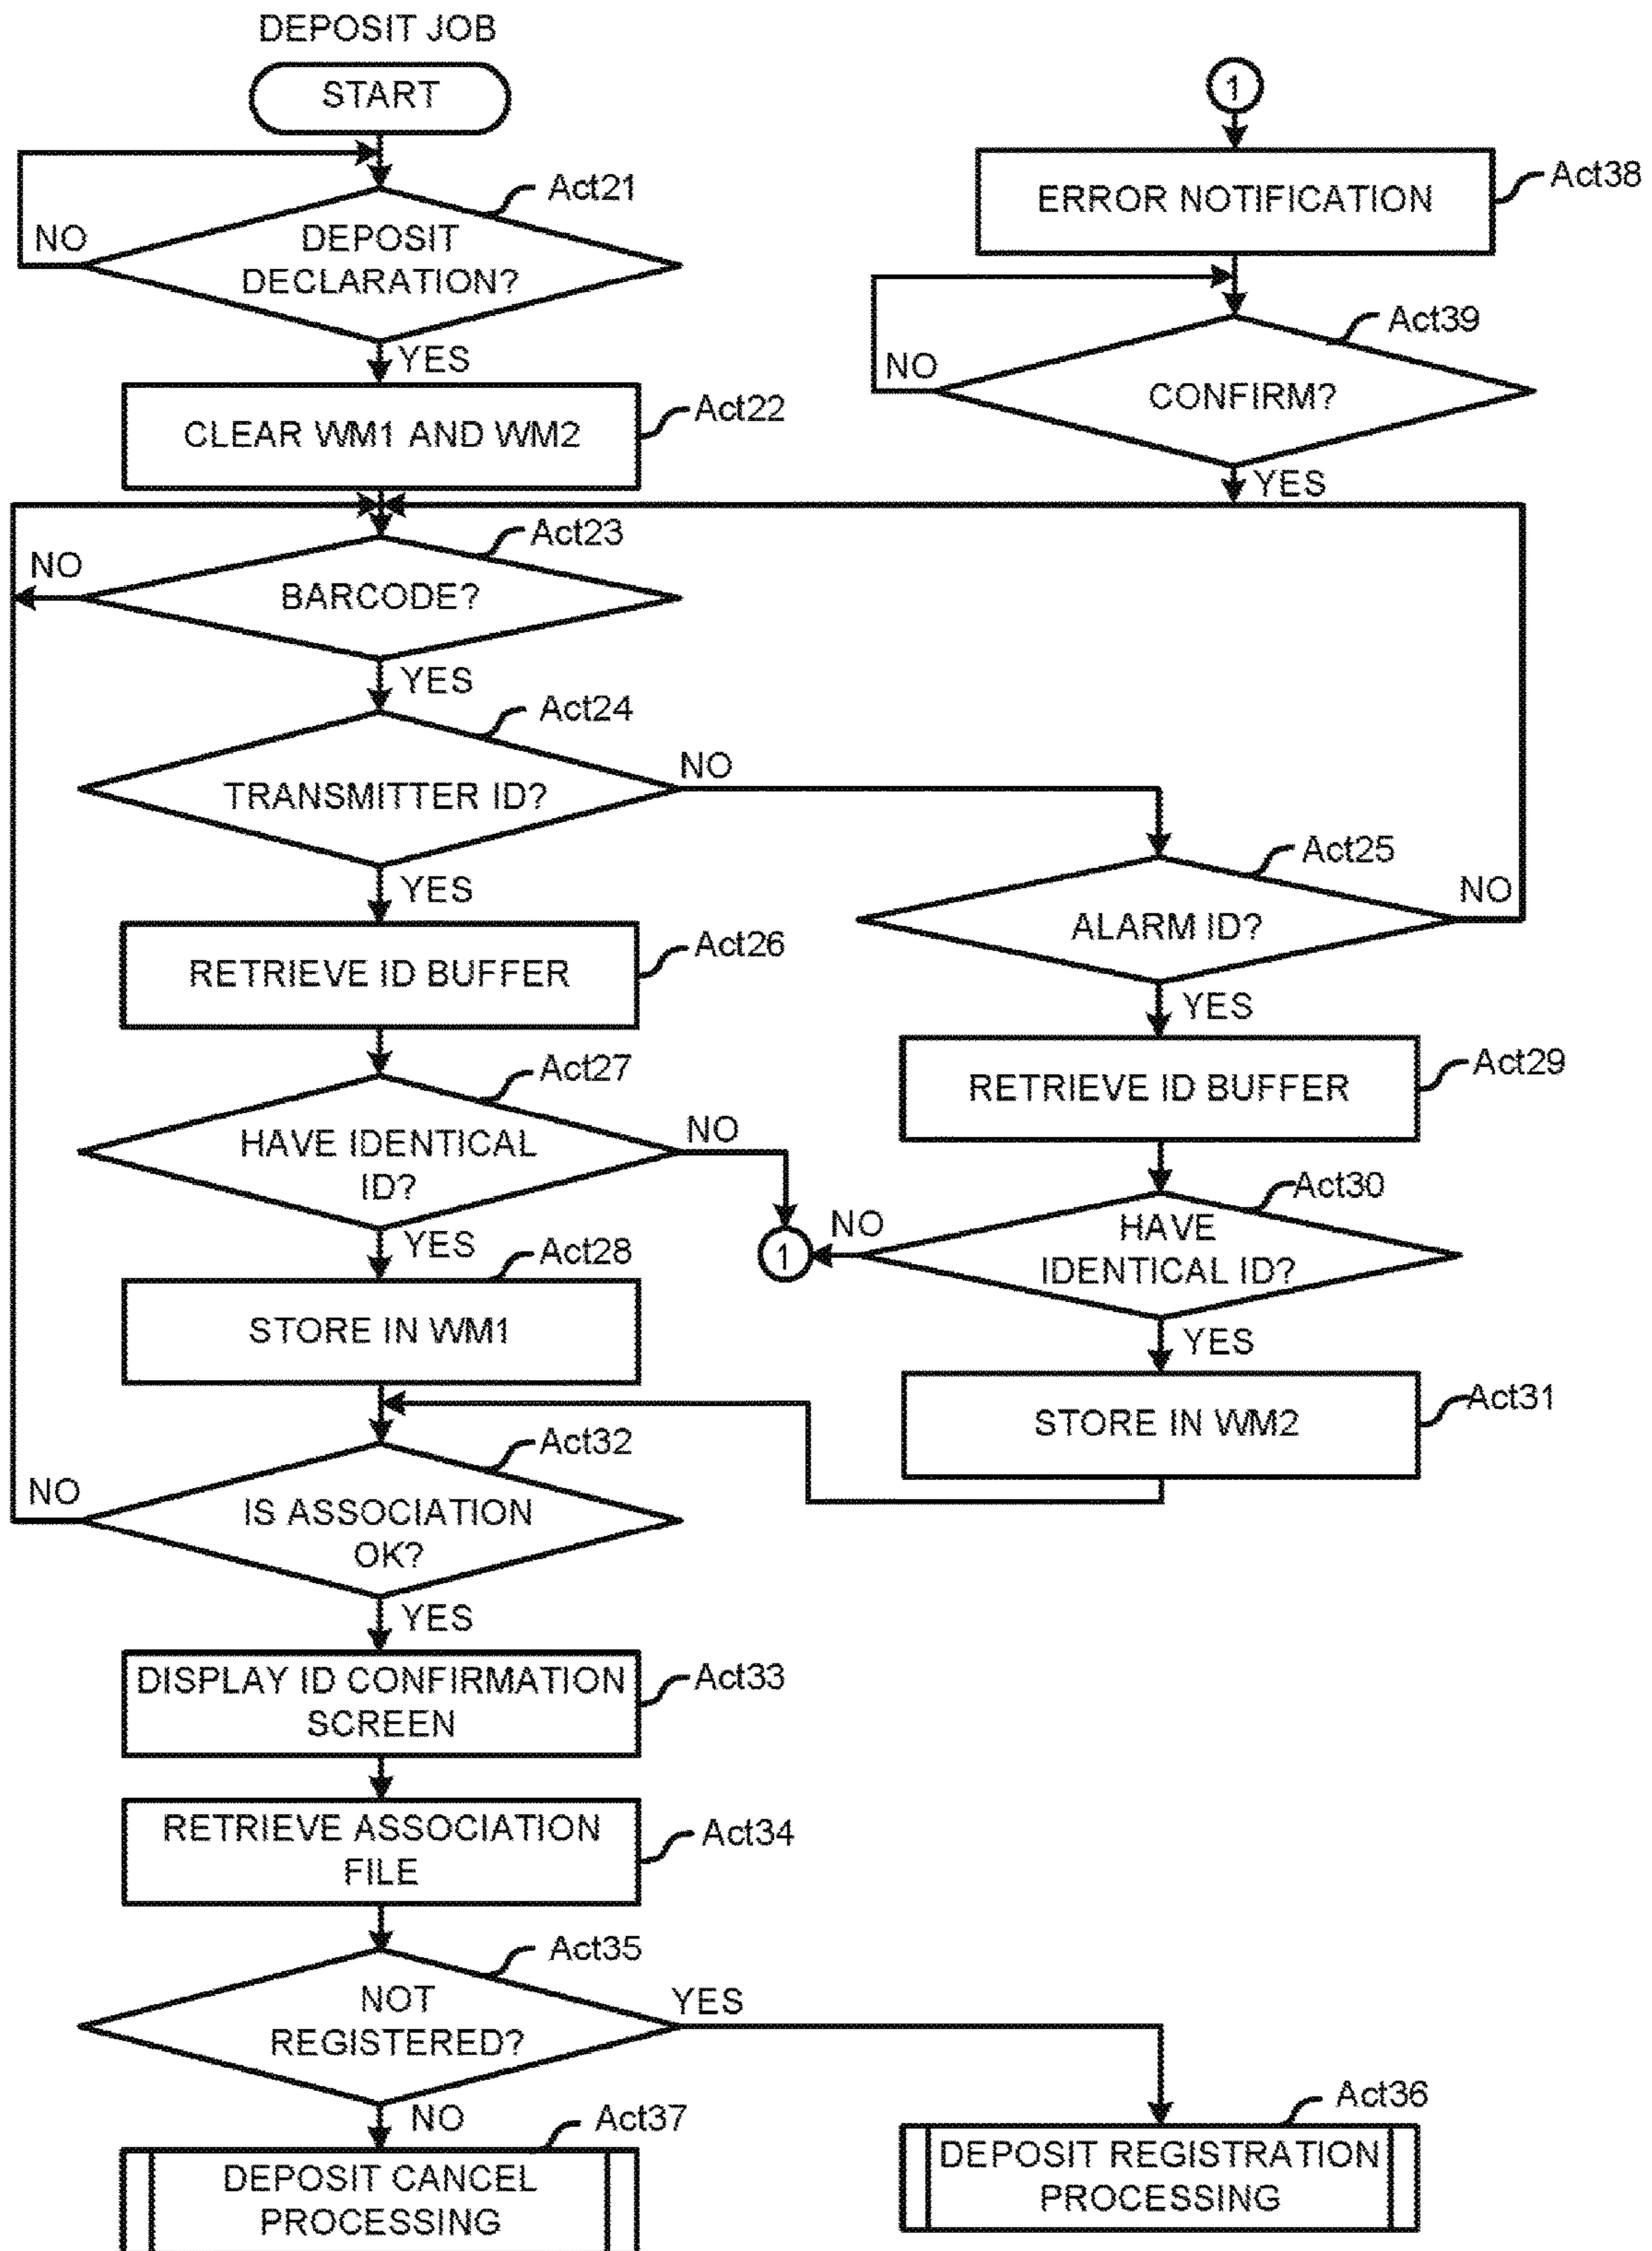 DEPOSIT JOB
START
Act21
NO
DEPOSIT
DECLARATION?
YES
Act22
CLEAR WM1 AND WM2
Act23
NO
BARCODE?
YES
Act24
NO
TRANSMITTER ID?
YES
Act26
RETRIEVE ID BUFFER
Act27
NO
HAVE IDENTICAL
ID?
YES
1
Act28
STORE IN WM1
Act32
NO
IS ASSOCIATION
OK?
YES
DISPLAY ID CONFIRMATION
SCREEN
Act33
RETRIEVE ASSOCIATION
FILE
Act34
Act35
NOT
REGISTERED?
YES
NO
Act37
DEPOSIT CANCEL
PROCESSING
1
Act38
ERROR NOTIFICATION
Act39
NO
CONFIRM?
YES
Act25
NO
ALARM ID?
YES
Act29
RETRIEVE ID BUFFER
Act30
NO
HAVE
IDENTICAL ID?
YES
Act31
STORE IN WM2
Act36
DEPOSIT REGISTRATION
PROCESSING